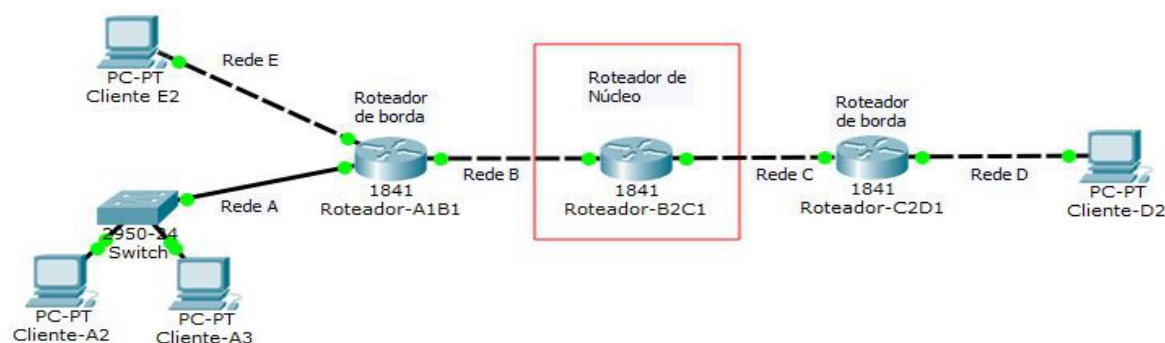 PC-PT
Cliente E2
Rede E
Roteador
de borda
1841
Roteador-A1B1
Rede A
2950-24
Switch
PC-PT
Cliente-A2
PC-PT
Cliente-A3
Rede B
Roteador de
Núcleo
1841
Roteador-B2C1
Rede C
Roteador
de borda
1841
Roteador-C2D1
Rede D
PC-PT
Cliente-D2